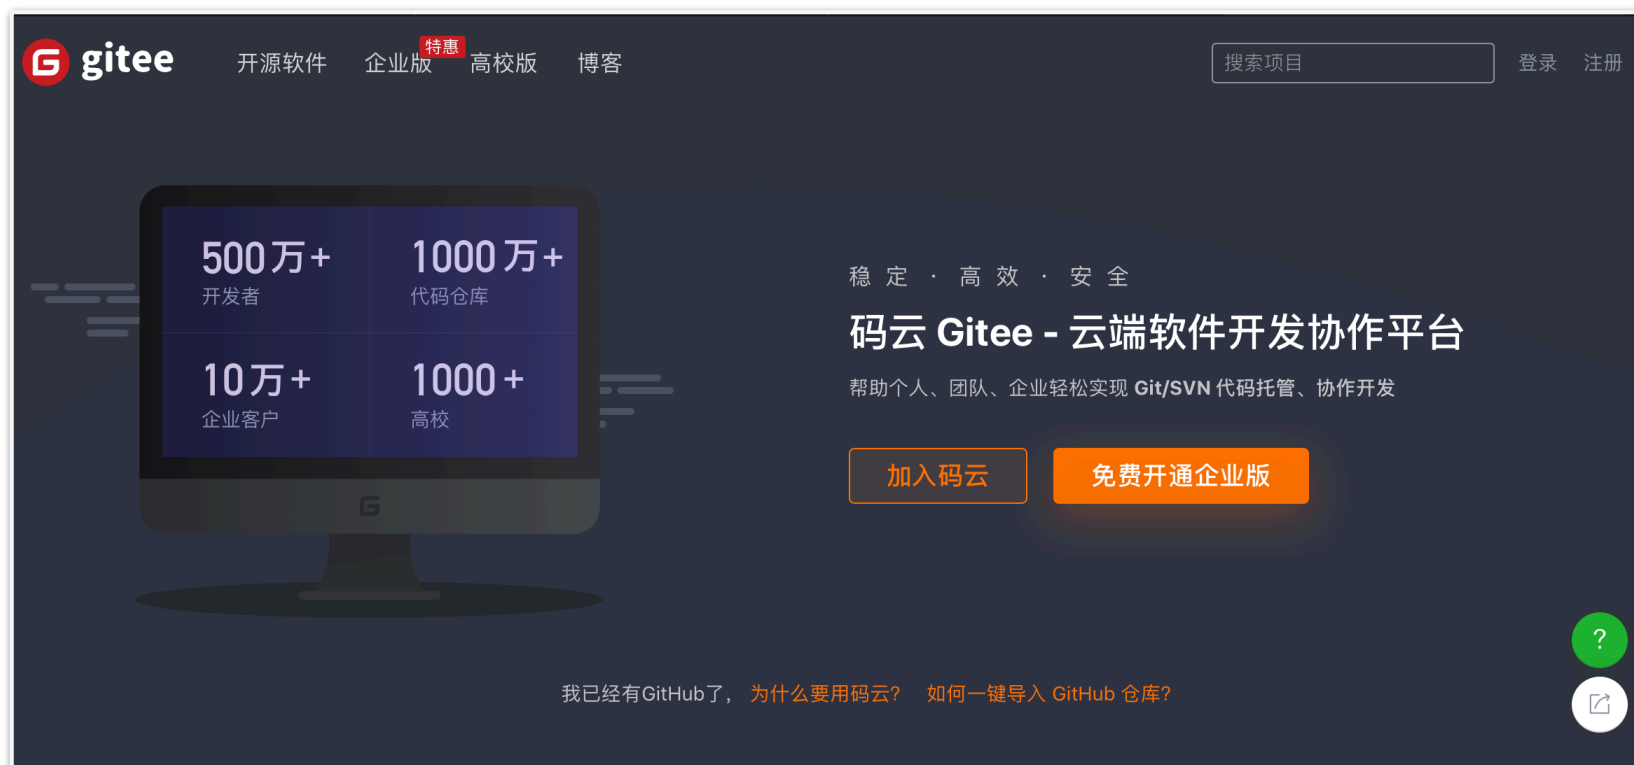 gitee
开源软件
企业版
特惠
高校版
博客
搜索项目
登录
注册
500万+
开发者
1000万+
代码仓库
10万+
企业客户
1000+
高校
稳定 · 高效 · 安全
码云 Gitee - 云端软件开发协作平台
帮助个人、团队、企业轻松实现 Git/SVN 代码托管、协作开发
加入码云
免费开通企业版
?
我已经有GitHub了， 为什么要用码云? 如何一键导入 GitHub 仓库?